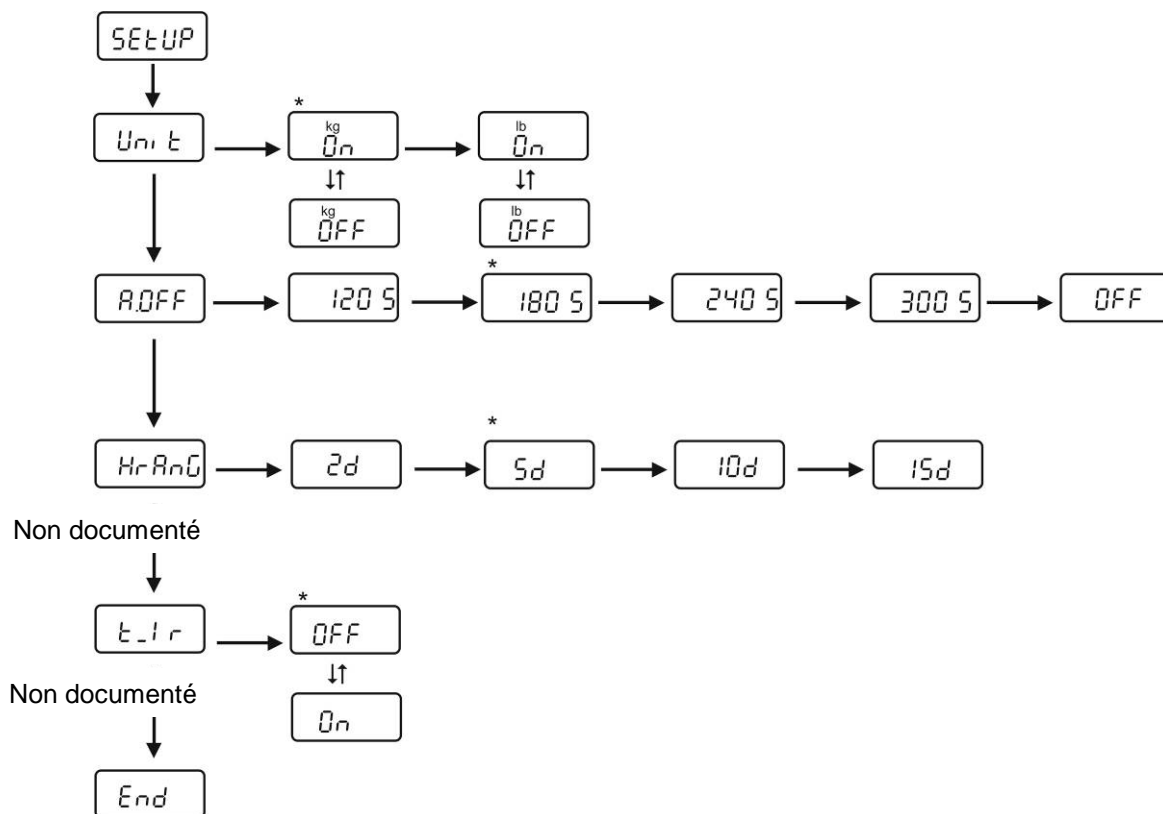 SEtUP
*
Unit
kg
On
lb
On
kg
OFF
lb
OFF
*
A.OFF
120 S
180 S
240 S
300 S
OFF
*
HrAnG
2d
5d
10d
15d
Non documenté
*
t_Ir
OFF
Non documenté
On
End